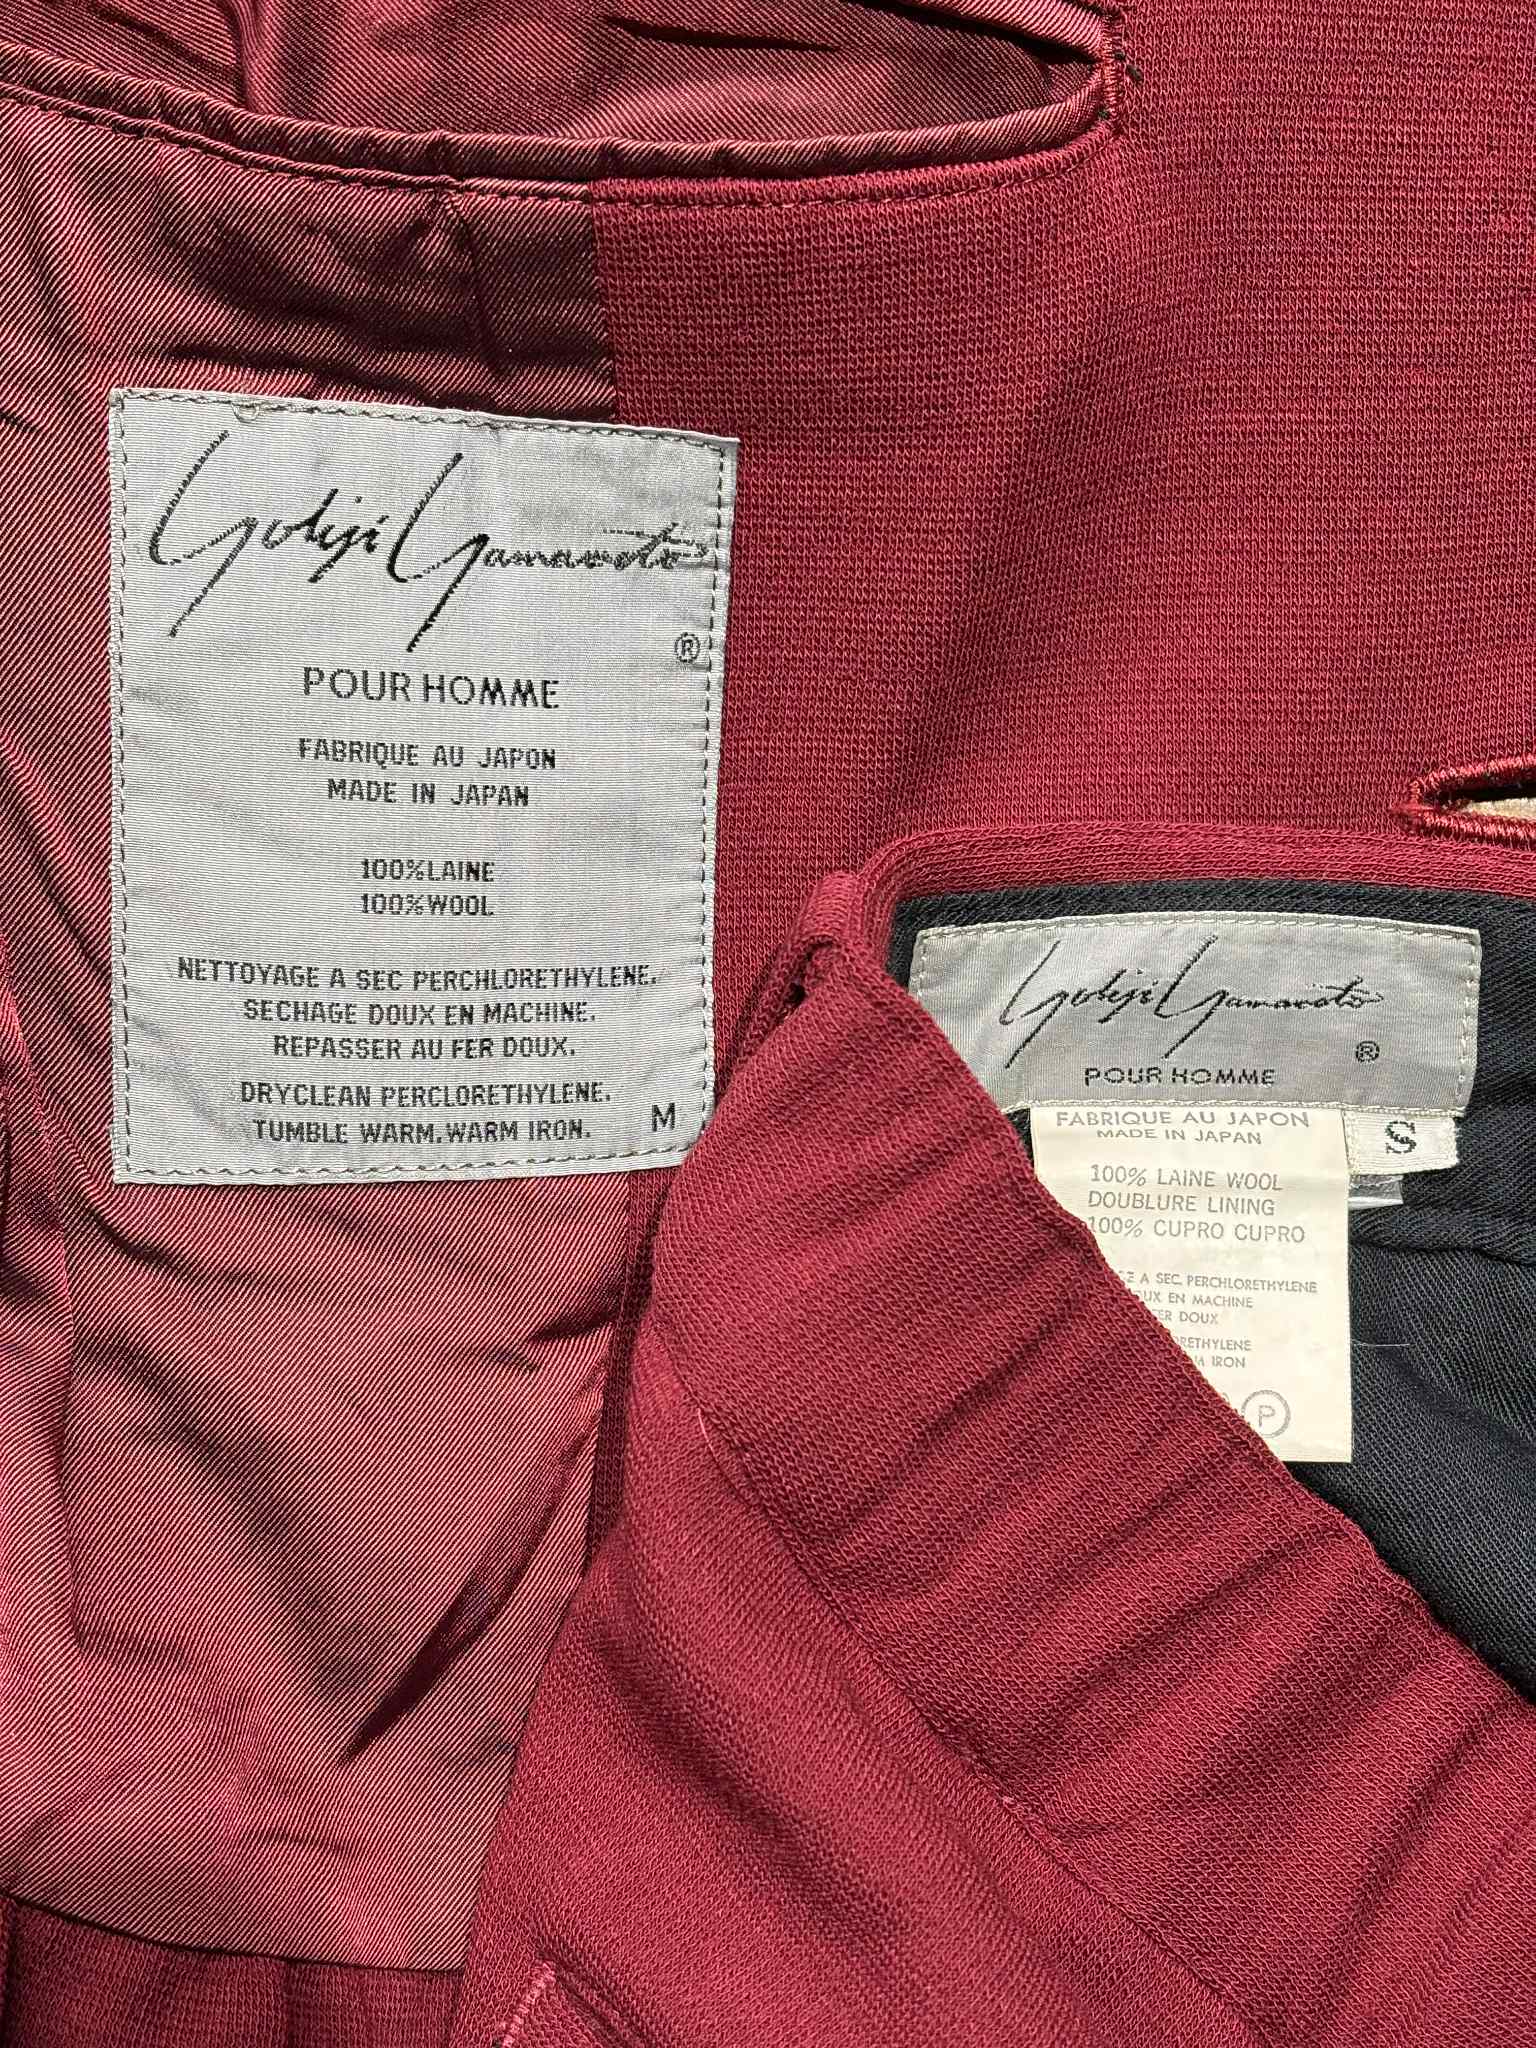 Yohji Yamamoto
®
POUR HOMME
FABRIQUE AU JAPON
MADE IN JAPAN
100%LAINE
100%WOOL
NETTOYAGE A SEC PERCHLORETHYLENE.
SECHAGE DOUX EN MACHINE.
REPASSER AU FER DOUX.
DRYCLEAN PERCLORETHYLENE.
TUMBLE WARM.WARM IRON.
M
Yohji Yamamoto
®
POUR HOMME
FABRIQUE AU JAPON
MADE IN JAPAN
S
100% LAINE WOOL
DOUBLURE LINING
100% CUPRO CUPRO
A SEC. PERCHLORETHYLENE
EN MACHINE
DOUX
IRON
P